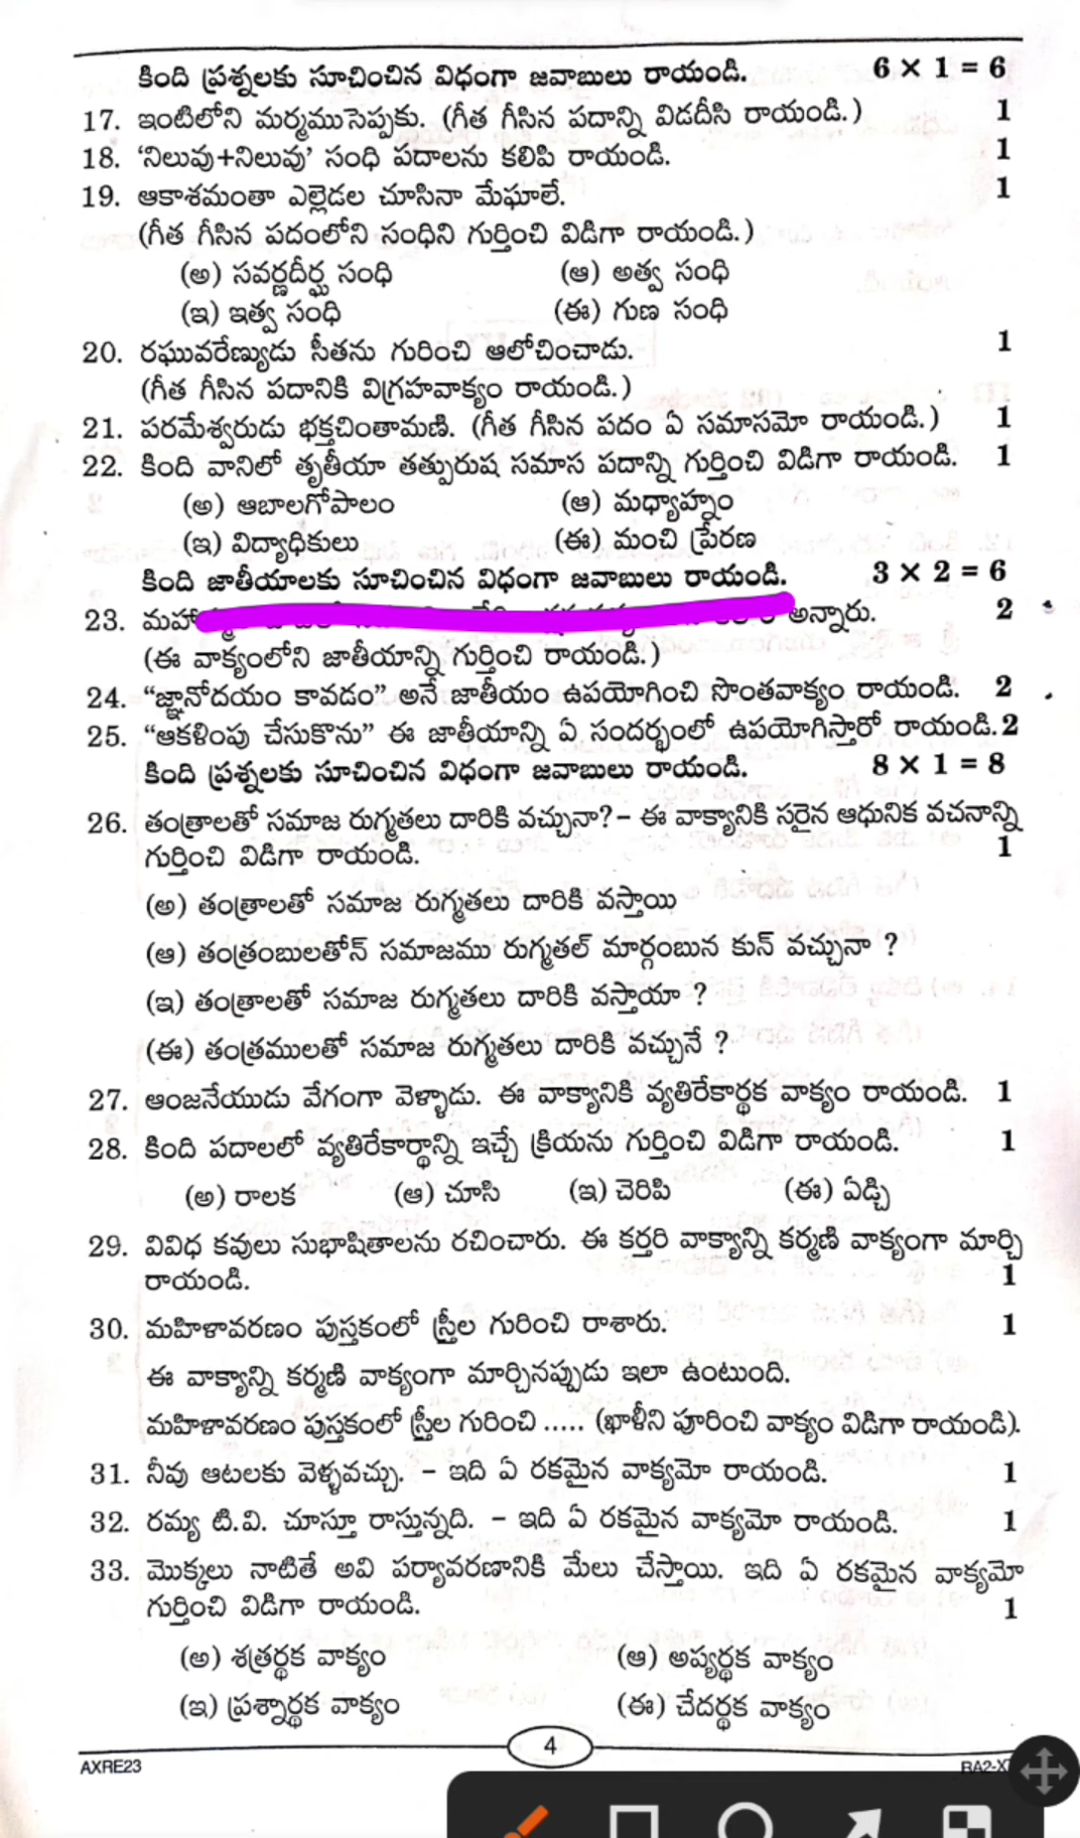 కింది ప్రశ్నలకు సూచించిన విధంగా జవాబులు రాయండి. 6 × 1 = 6
17. ఇంటిలోని మర్మముసెప్పకు. (గీత గీసిన పదాన్ని విడదీసి రాయండి.) 1
18. ‘నిలువు+నిలువు’ సంధి పదాలను కలిపి రాయండి. 1
19. ఆకాశమంతా ఎల్లెడల చూసినా మేఘాలే. 1
(గీత గీసిన పదంలోని సంధిని గుర్తించి విడిగా రాయండి.)
(అ) సవర్ణదీర్ఘ సంధి (ఆ) అత్వ సంధి
(ఇ) ఇత్వ సంధి (ఈ) గుణ సంధి
20. రఘువరేణ్యుడు సీతను గురించి ఆలోచించాడు. 1
(గీత గీసిన పదానికి విగ్రహవాక్యం రాయండి.)
21. పరమేశ్వరుడు భక్తచింతామణి. (గీత గీసిన పదం ఏ సమాసమో రాయండి.) 1
22. కింది వానిలో తృతీయా తత్పురుష సమాస పదాన్ని గుర్తించి విడిగా రాయండి. 1
(అ) ఆబాలగోపాలం (ఆ) మధ్యాహ్నం
(ఇ) విద్యాధికులు (ఈ) మంచి ప్రేరణ
కింది జాతీయాలకు సూచించిన విధంగా జవాబులు రాయండి. 3 × 2 = 6
23. మహా అన్నారు. 2
(ఈ వాక్యంలోని జాతీయాన్ని గుర్తించి రాయండి.)
24. “జ్ఞానోదయం కావడం” అనే జాతీయం ఉపయోగించి సొంతవాక్యం రాయండి. 2
25. “ఆకళింపు చేసుకొను” ఈ జాతీయాన్ని ఏ సందర్భంలో ఉపయోగిస్తారో రాయండి. 2
కింది ప్రశ్నలకు సూచించిన విధంగా జవాబులు రాయండి. 8 × 1 = 8
26. తంత్రాలతో సమాజ రుగ్మతలు దారికి వచ్చునా? – ఈ వాక్యానికి సరైన ఆధునిక వచనాన్ని
గుర్తించి విడిగా రాయండి. 1
(అ) తంత్రాలతో సమాజ రుగ్మతలు దారికి వస్తాయి
(ఆ) తంత్రంబులతోన్ సమాజము రుగ్మతల్ మార్గంబున కున్ వచ్చునా ?
(ఇ) తంత్రాలతో సమాజ రుగ్మతలు దారికి వస్తాయా ?
(ఈ) తంత్రములతో సమాజ రుగ్మతలు దారికి వచ్చునే ?
27. ఆంజనేయుడు వేగంగా వెళ్ళాడు. ఈ వాక్యానికి వ్యతిరేకార్థక వాక్యం రాయండి. 1
28. కింది పదాలలో వ్యతిరేకార్థాన్ని ఇచ్చే క్రియను గుర్తించి విడిగా రాయండి. 1
(అ) రాలక (ఆ) చూసి (ఇ) చెరిపి (ఈ) ఏడ్చి
29. వివిధ కవులు సుభాషితాలను రచించారు. ఈ కర్తరి వాక్యాన్ని కర్మణి వాక్యంగా మార్చి
రాయండి. 1
30. మహిళావరణం పుస్తకంలో స్త్రీల గురించి రాశారు. 1
ఈ వాక్యాన్ని కర్మణి వాక్యంగా మార్చినప్పుడు ఇలా ఉంటుంది.
మహిళావరణం పుస్తకంలో స్త్రీల గురించి ..... (ఖాళీని పూరించి వాక్యం విడిగా రాయండి).
31. నీవు ఆటలకు వెళ్ళవచ్చు. – ఇది ఏ రకమైన వాక్యమో రాయండి. 1
32. రమ్య టి.వి. చూస్తూ రాస్తున్నది. – ఇది ఏ రకమైన వాక్యమో రాయండి. 1
33. మొక్కలు నాటితే అవి పర్యావరణానికి మేలు చేస్తాయి. ఇది ఏ రకమైన వాక్యమో
గుర్తించి విడిగా రాయండి. 1
(అ) శత్రర్థక వాక్యం (ఆ) అప్యర్థక వాక్యం
(ఇ) ప్రశ్నార్థక వాక్యం (ఈ) చేదర్థక వాక్యం
4
AXRE23